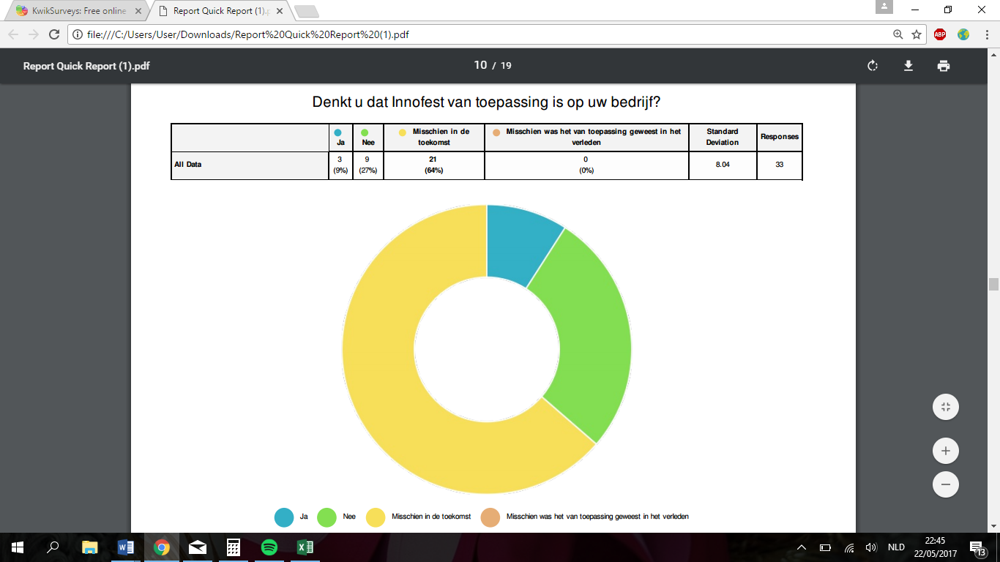 KwikSurveys: Free online
Report Quick Report (1).p
file:///C:/Users/User/Downloads/Report%20Quick%20Report%20(1).pdf
ABP
Report Quick Report (1).pdf
10 / 19
Denkt u dat Innofest van toepassing is op uw bedrijf?
Ja
Nee
Misschien in de
toekomst
Misschien was het van toepassing geweest in het
verleden
Standard
Deviation
Responses
All Data
3
(9%)
9
(27%)
21
(64%)
0
(0%)
8.04
33
Ja Nee Misschien in de toekomst Misschien was het van toepassing geweest in het verleden
NLD
22:45
22/05/2017
13